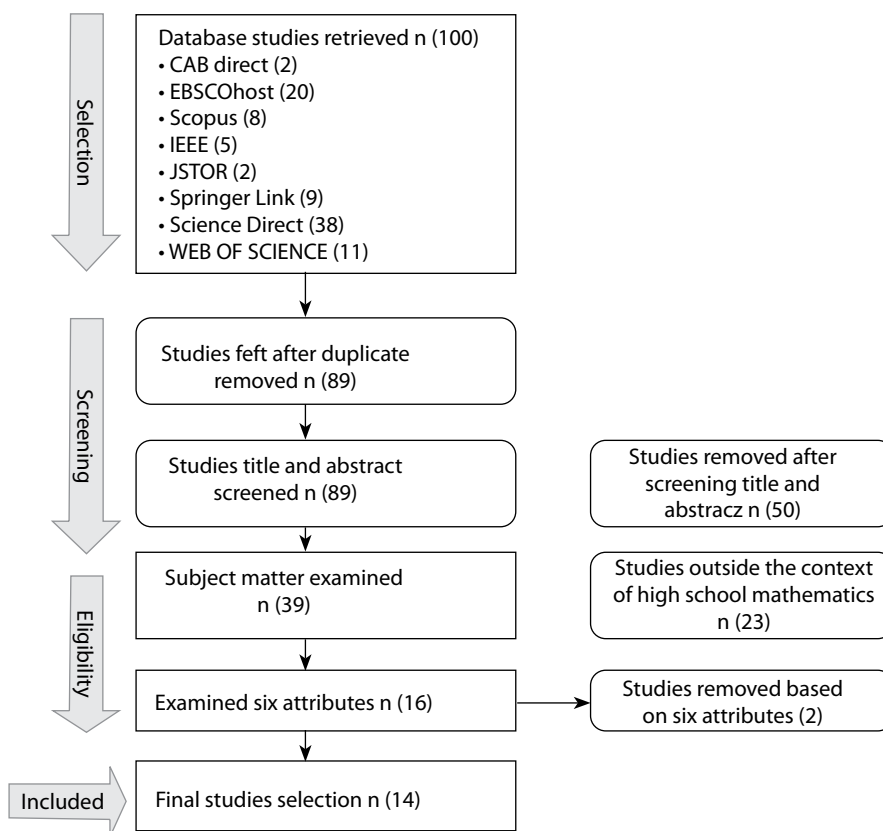 Selection
Database studies retrieved n (100)
• CAB direct (2)
• EBSCOhost (20)
• Scopus (8)
• IEEE (5)
• JSTOR (2)
• Springer Link (9)
• Science Direct (38)
• WEB OF SCIENCE (11)
Screening
Studies feft after duplicate
removed n (89)
Studies title and abstract
screened n (89)
Studies removed after
screening title and
abstracz n (50)
Eligibility
Subject matter examined
n (39)
Studies outside the context
of high school mathematics
n (23)
Examined six attributes n (16)
Studies removed based
on six attributes (2)
Included
Final studies selection n (14)